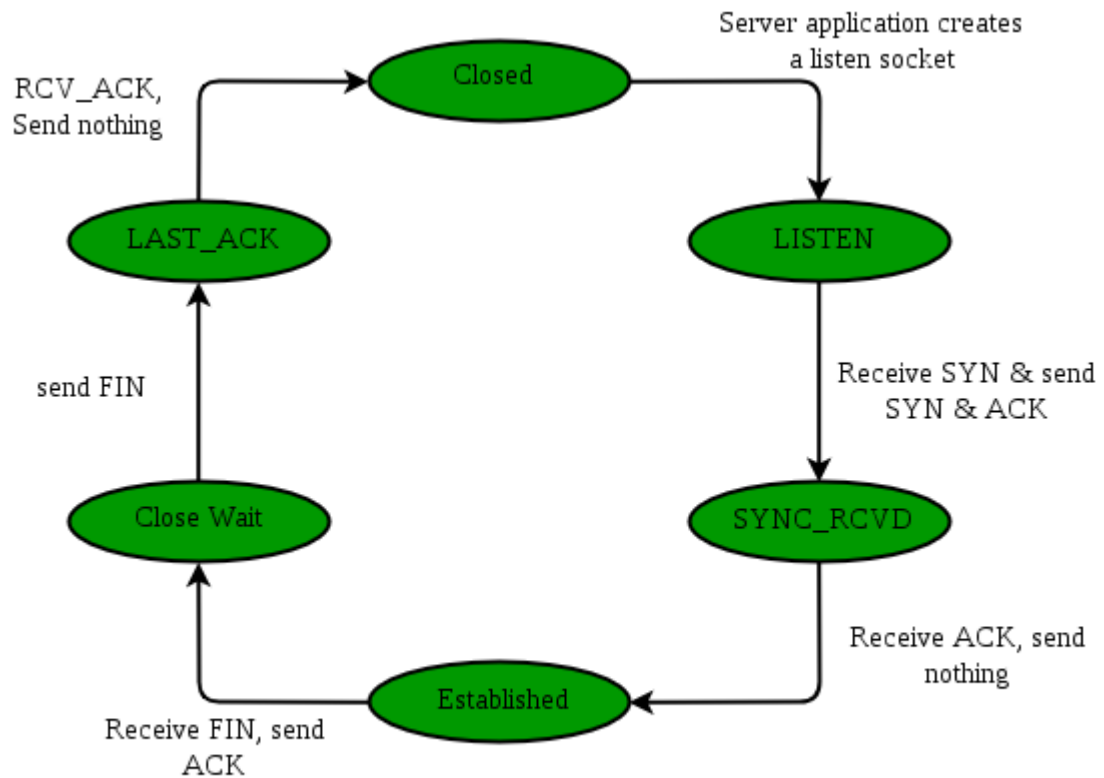 Server application creates
a listen socket
Closed
RCV_ACK,
Send nothing
LAST_ACK
LISTEN
send FIN
Receive SYN & send
SYN & ACK
Close Wait
SYNC_RCVD
Receive ACK, send
nothing
Established
Receive FIN, send
ACK